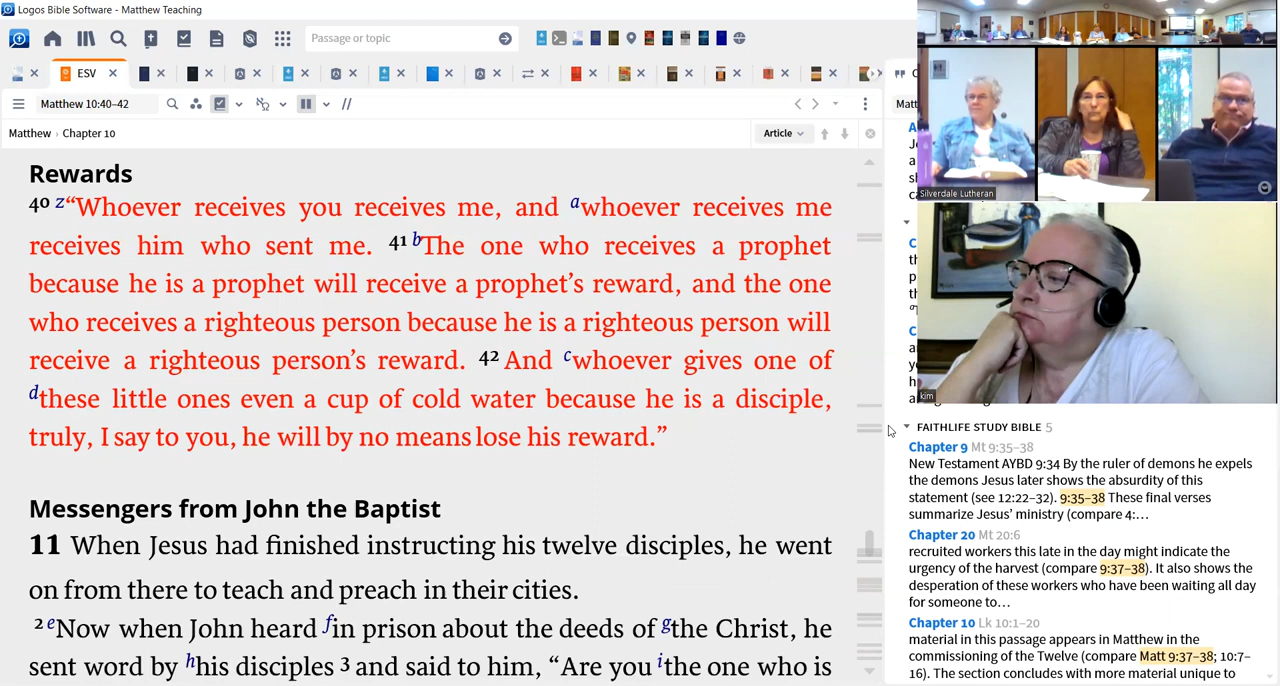 Logos Bible Software - Matthew Teaching
Passage or topic
ESV
Matthew 10:40–42
Matt
Matthew › Chapter 10
Article
Rewards
40 z“Whoever receives you receives me, and awhoever receives me
receives him who sent me. 41 bThe one who receives a prophet
because he is a prophet will receive a prophet’s reward, and the one
who receives a righteous person because he is a righteous person will
receive a righteous person’s reward. 42 And cwhoever gives one of
dthese little ones even a cup of cold water because he is a disciple,
truly, I say to you, he will by no means lose his reward.”
Messengers from John the Baptist
11 When Jesus had finished instructing his twelve disciples, he went
on from there to teach and preach in their cities.
2 eNow when John heard fin prison about the deeds of gthe Christ, he
sent word by hhis disciples 3 and said to him, “Are you ithe one who is
Silverdale Lutheran
kim
FAITHLIFE STUDY BIBLE 5
Chapter 9 Mt 9:35–38
New Testament AYBD 9:34 By the ruler of demons he expels
the demons Jesus later shows the absurdity of this
statement (see 12:22–32). 9:35–38 These final verses
summarize Jesus’ ministry (compare 4:…
Chapter 20 Mt 20:6
recruited workers this late in the day might indicate the
urgency of the harvest (compare 9:37–38). It also shows the
desperation of these workers who have been waiting all day
for someone to…
Chapter 10 Lk 10:1–20
material in this passage appears in Matthew in the
commissioning of the Twelve (compare Matt 9:37–38; 10:7–
16). The section concludes with more material unique to